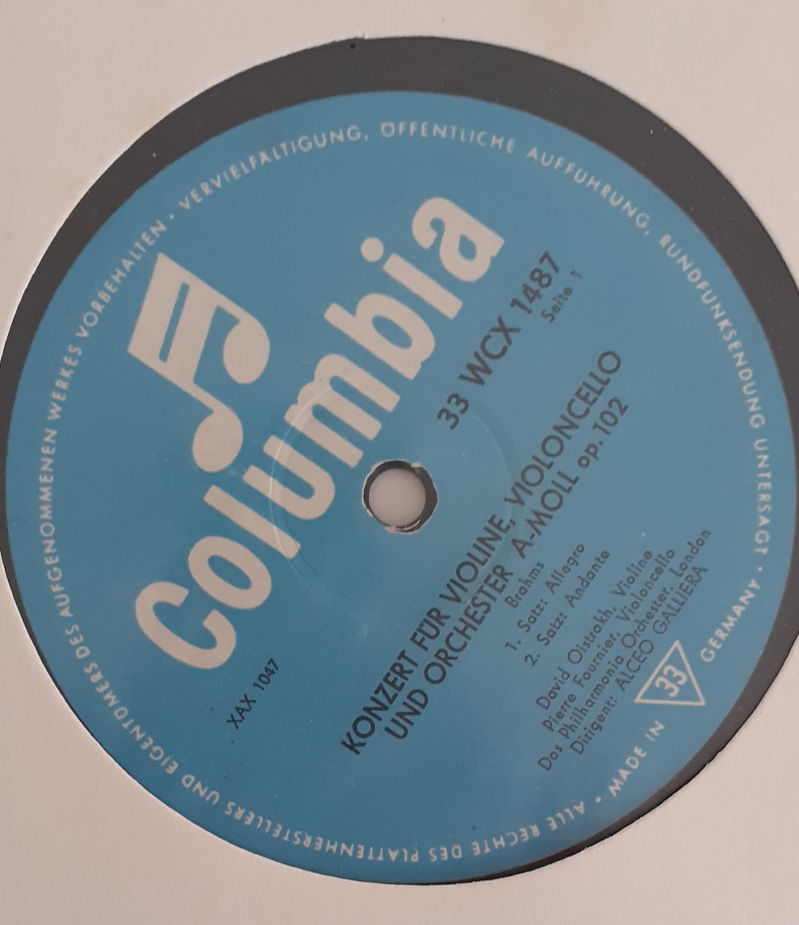 Columbia
33 WCX 1487
Seite 1
XAX 1047
KONZERT FÜR VIOLINE, VIOLONCELLO
UND ORCHESTER A-MOLL op. 102
Brahms
1. Satz: Allegro
2. Satz: Andante
David Oistrakh, Violine
Pierre Fournier, Violoncello
Das Philharmonia Orchester, London
Dirigent: ALCEO GALLIERA
33
MADE IN GERMANY · ALLE RECHTE DES PLATTENHERSTELLERS UND EIGENTÜMERS DES AUFGENOMMENEN WERKES VORBEHALTEN · VERVIELFÄLTIGUNG, ÖFFENTLICHE AUFFÜHRUNG, RUNDFUNKSENDUNG UNTERSAGT ·